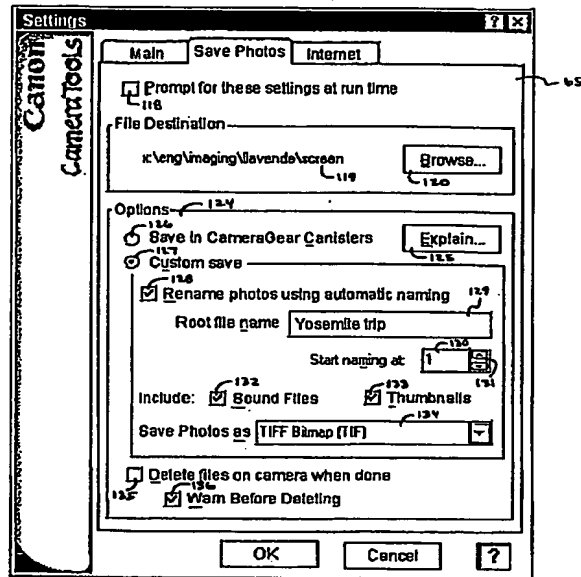 Settings ? ×
Canon
CameraTools
Main Save Photos Internet
65
Prompt for these settings at run time
118
File Destination
x:\eng\imaging\llavenda\screen Browse...
119 120
Options 124
126
Save in CameraGear Canisters Explain...
127 125
Custom save
128
Rename photos using automatic naming 129
Root file name Yosemite trip
130
Start naming at: 1
131
132 133
Include: Sound Files Thumbnails
134
Save Photos as TIFF Bitmap (TIF)
Delete files on camera when done
135 136
Warn Before Deleting
OK Cancel ?